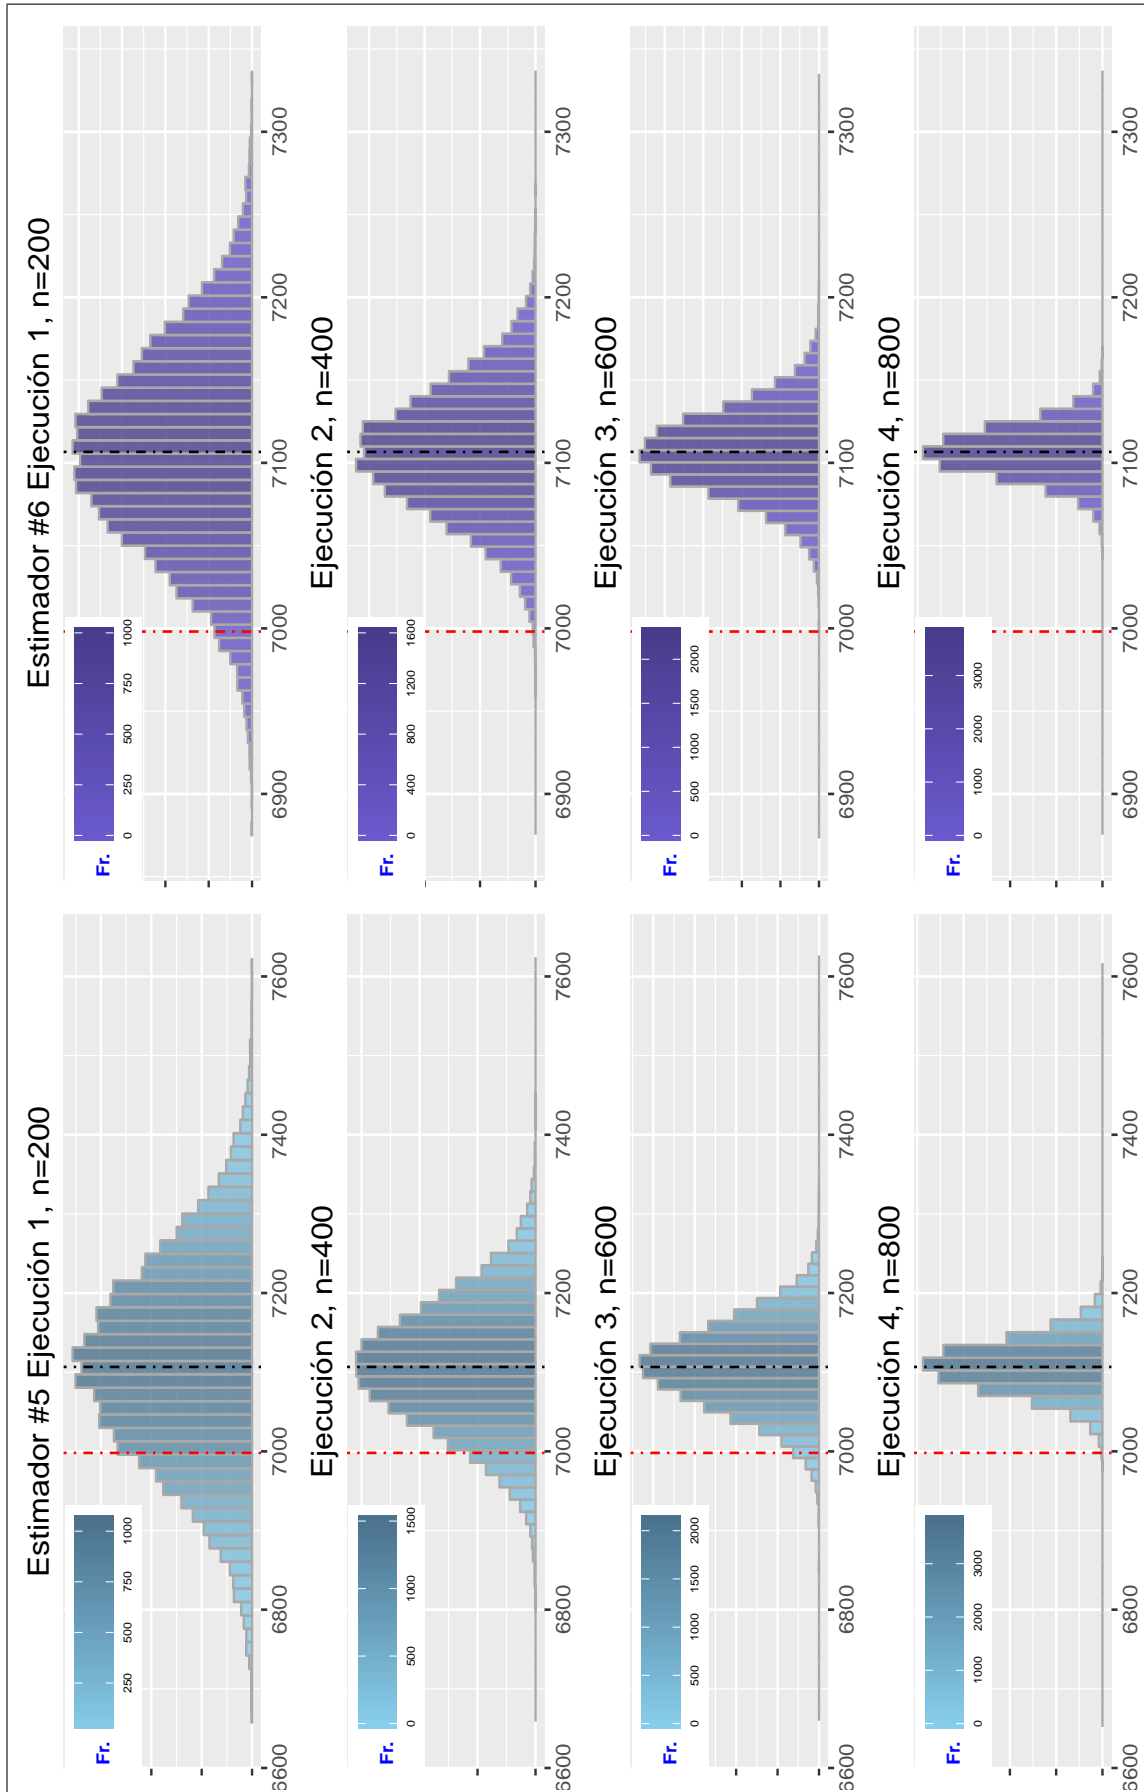 Estimador #5 Ejecución 1, n=200
Fr.
250 500 750 1000
6600 6800 7000 7200 7400 7600
Estimador #6 Ejecución 1, n=200
Fr.
0 250 500 750 1000
6900 7000 7100 7200 7300
Ejecución 2, n=400
Fr.
0 500 1000 1500
6600 6800 7000 7200 7400 7600
Ejecución 2, n=400
Fr.
0 400 800 1200 1600
6900 7000 7100 7200 7300
Ejecución 3, n=600
Fr.
0 500 1000 1500 2000
6600 6800 7000 7200 7400 7600
Ejecución 3, n=600
Fr.
0 500 1000 1500 2000
6900 7000 7100 7200 7300
Ejecución 4, n=800
Fr.
0 1000 2000 3000
6600 6800 7000 7200 7400 7600
Ejecución 4, n=800
Fr.
0 1000 2000 3000
6900 7000 7100 7200 7300